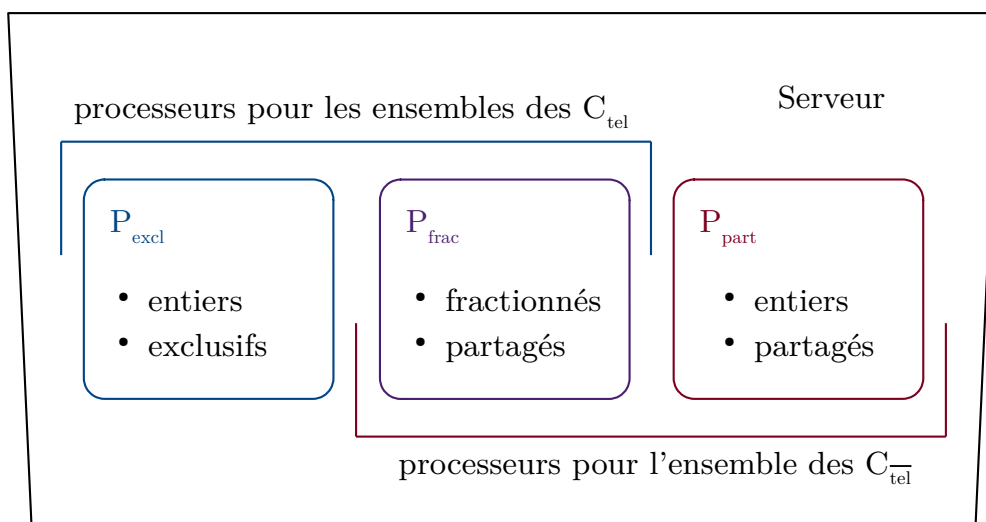 Serveur
processeurs pour les ensembles des C_tel
P_excl
• entiers
• exclusifs
P_frac
• fractionnés
• partagés
P_part
• entiers
• partagés
processeurs pour l'ensemble des C_t̅e̅l̅